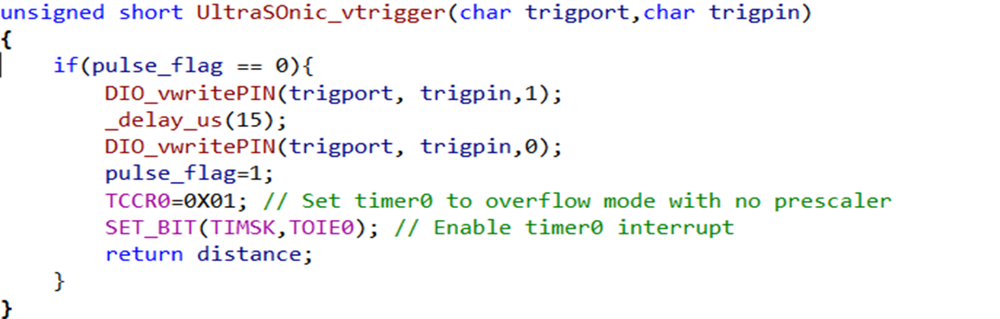 unsigned short UltraSOnic_vtrigger(char trigport,char trigpin)
{
    if(pulse_flag == 0){
        DIO_vwritePIN(trigport, trigpin,1);
        _delay_us(15);
        DIO_vwritePIN(trigport, trigpin,0);
        pulse_flag=1;
        TCCR0=0X01; // Set timer0 to overflow mode with no prescaler
        SET_BIT(TIMSK,TOIE0); // Enable timer0 interrupt
        return distance;
    }
}